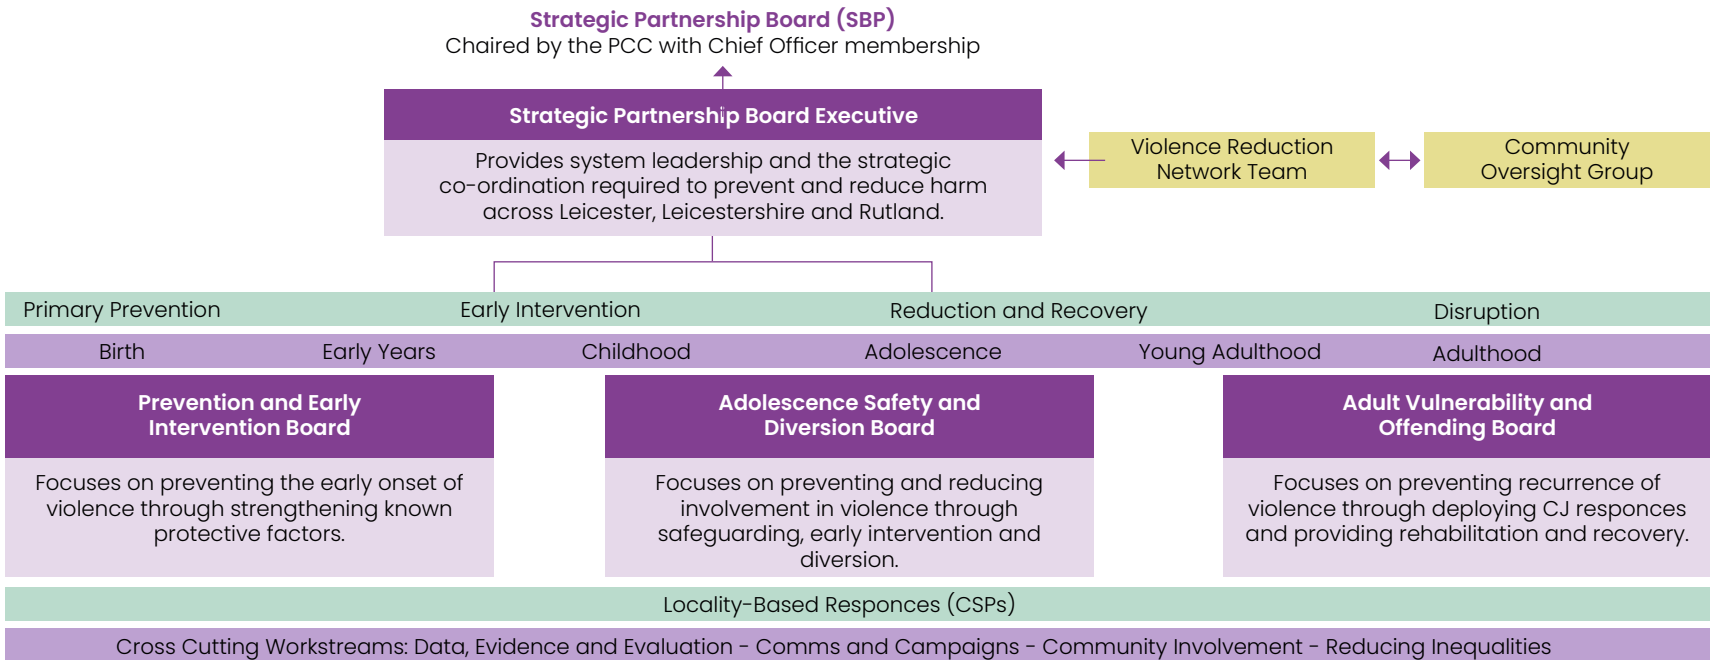 Strategic Partnership Board (SBP)
Chaired by the PCC with Chief Officer membership
Strategic Partnership Board Executive
Provides system leadership and the strategic
co-ordination required to prevent and reduce harm
across Leicester, Leicestershire and Rutland.
Violence Reduction
Network Team
Community
Oversight Group
Primary Prevention
Early Intervention
Reduction and Recovery
Disruption
Birth
Early Years
Childhood
Adolescence
Young Adulthood
Adulthood
Prevention and Early
Intervention Board
Focuses on preventing the early onset of
violence through strengthening known
protective factors.
Adolescence Safety and
Diversion Board
Focuses on preventing and reducing
involvement in violence through
safeguarding, early intervention and
diversion.
Adult Vulnerability and
Offending Board
Focuses on preventing recurrence of
violence through deploying CJ responces
and providing rehabilitation and recovery.
Locality-Based Responces (CSPs)
Cross Cutting Workstreams: Data, Evidence and Evaluation - Comms and Campaigns - Community Involvement - Reducing Inequalities